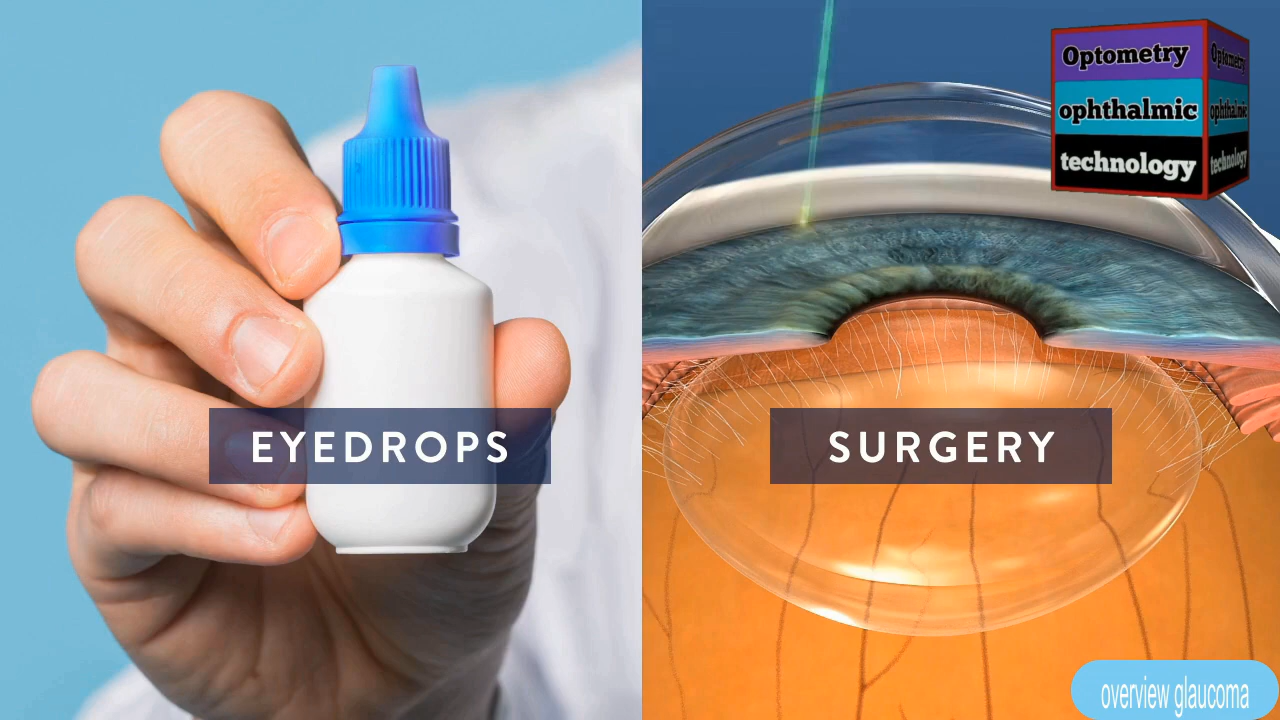 Optometry
ophthalmic
technology
Optometry
ophthalmic
technology
EYEDROPS
SURGERY
overview glaucoma